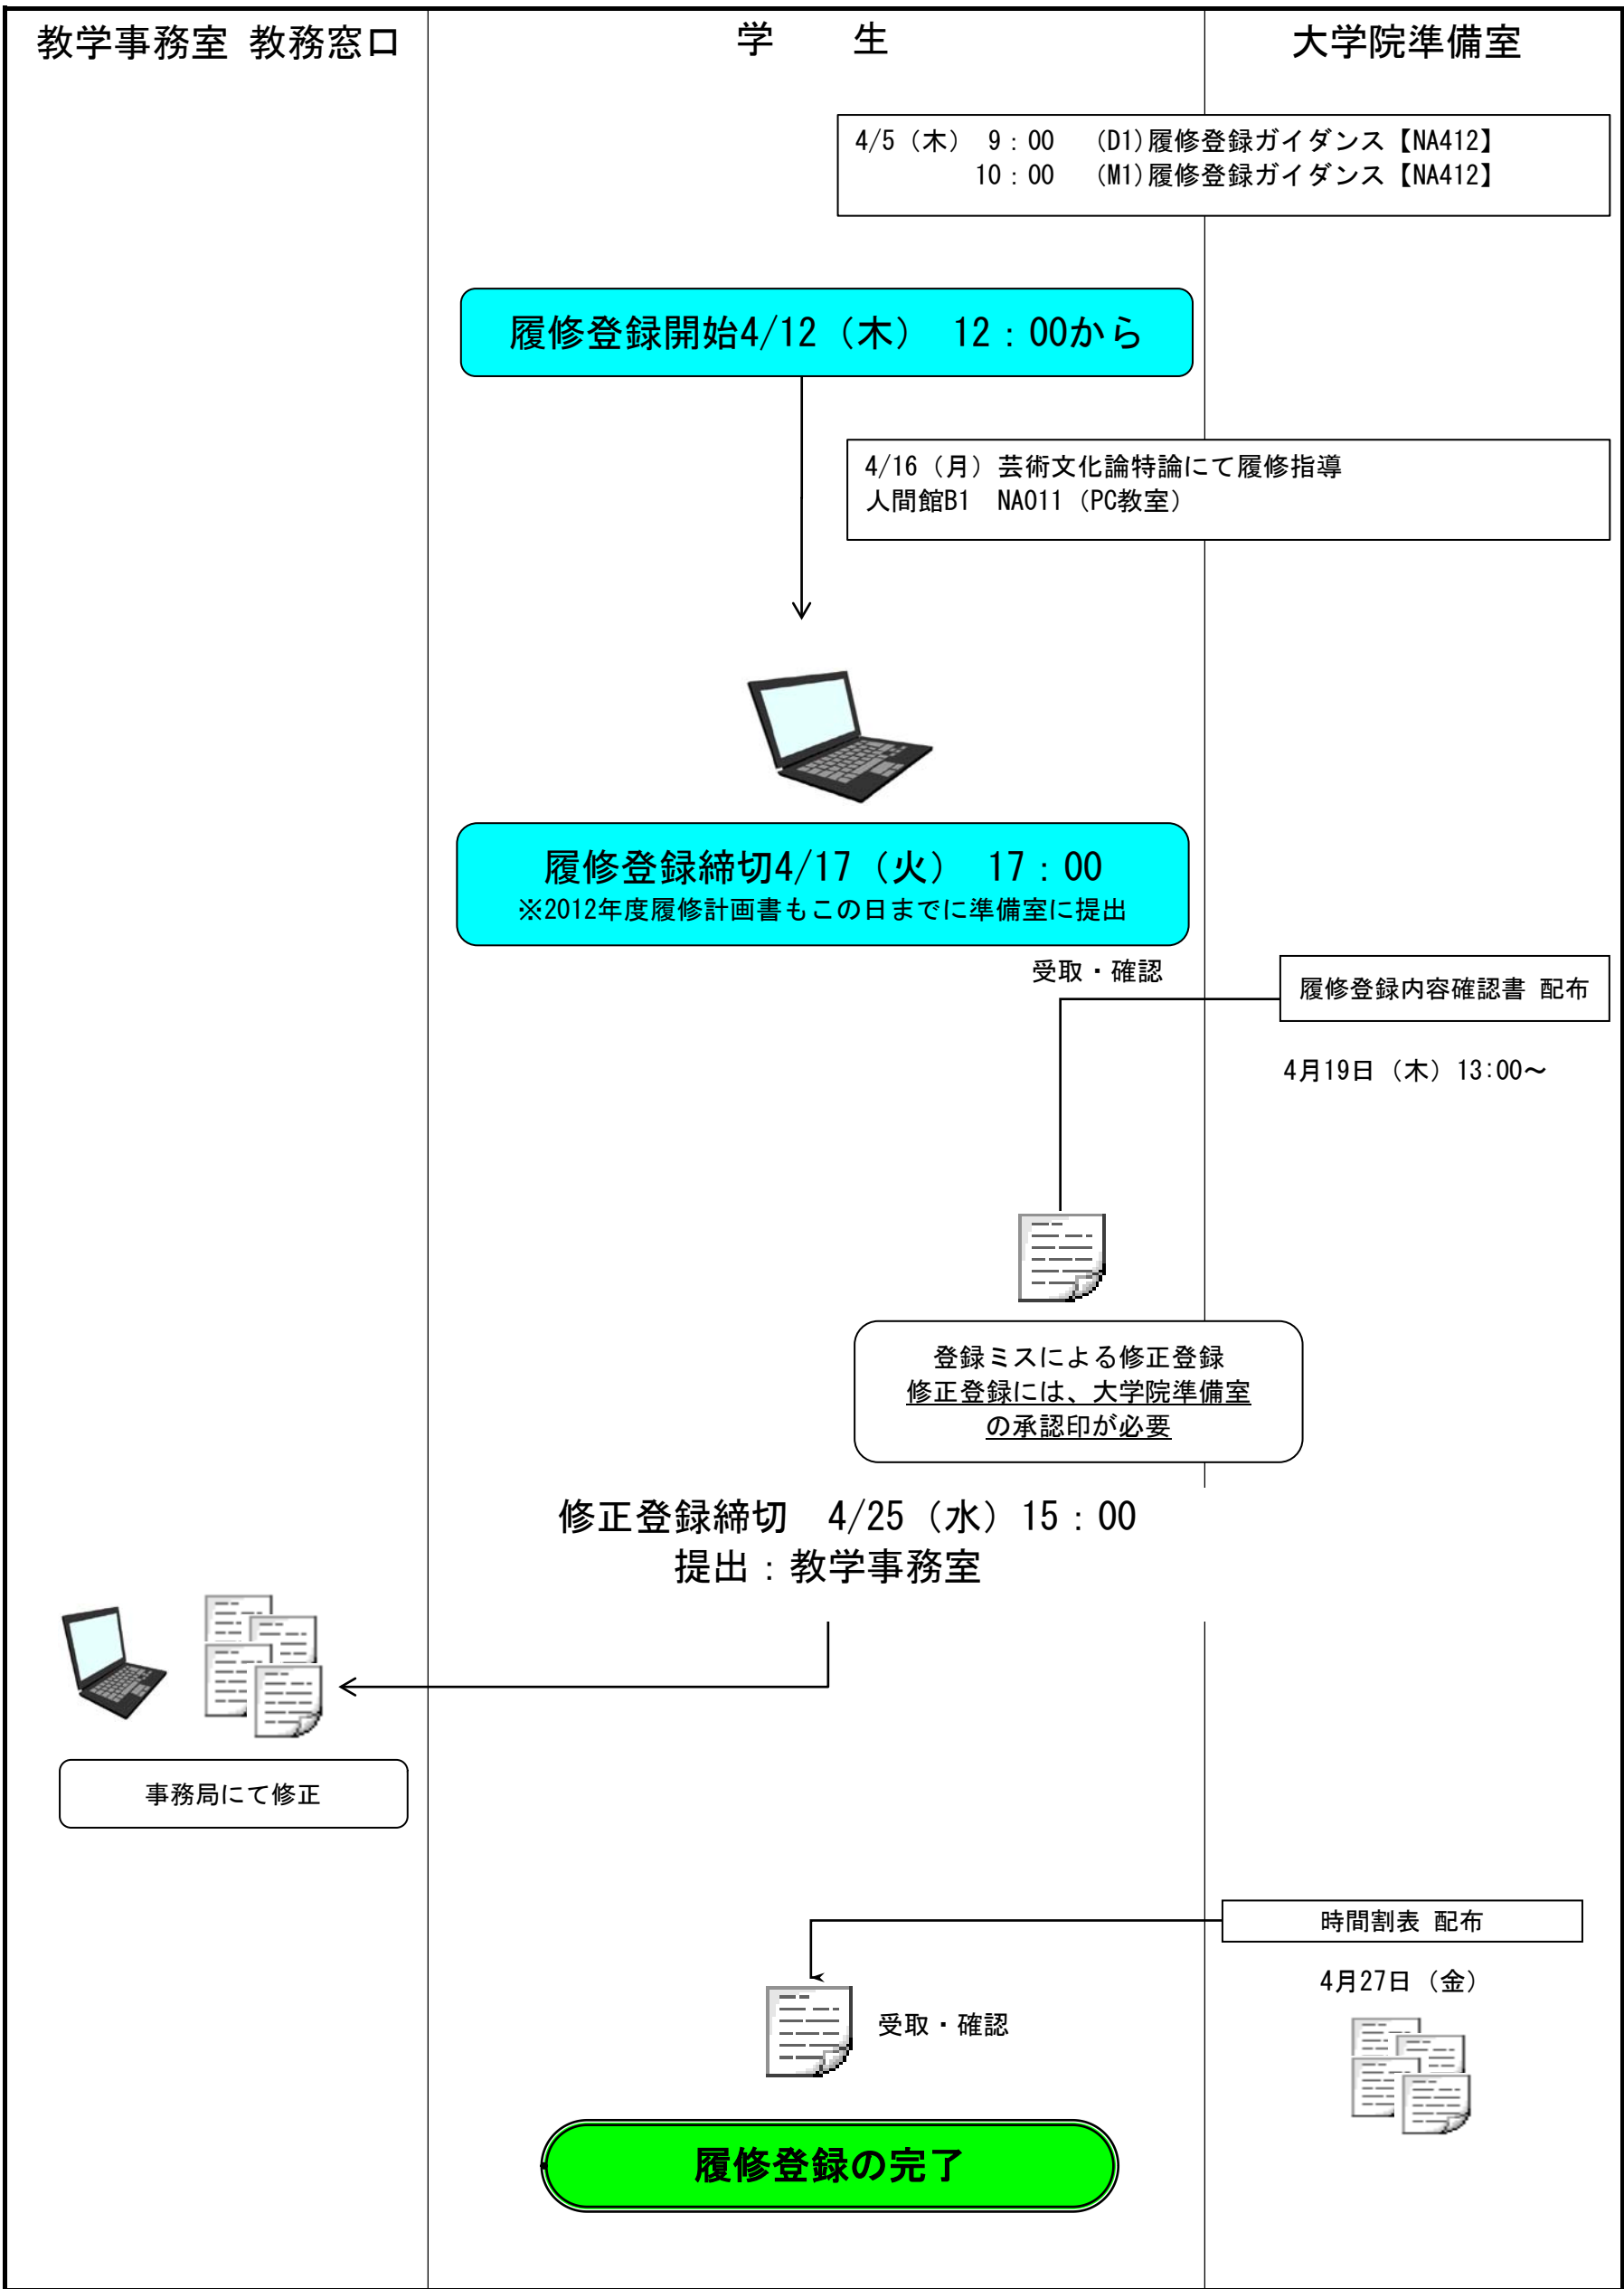 教学事務室 教務窓口
学　　生
大学院準備室
4/5（木） 9：00 （D1)履修登録ガイダンス【NA412】
10：00 （M1)履修登録ガイダンス【NA412】
履修登録開始4/12（木） 12：00から
4/16（月）芸術文化論特論にて履修指導
人間館B1 NA011（PC教室）
履修登録締切4/17（火） 17：00
※2012年度履修計画書もこの日までに準備室に提出
受取・確認
履修登録内容確認書 配布
4月19日（木）13:00～
登録ミスによる修正登録
修正登録には、大学院準備室
の承認印が必要
修正登録締切　4/25（水）15：00
提出：教学事務室
事務局にて修正
時間割表 配布
4月27日（金）
受取・確認
履修登録の完了